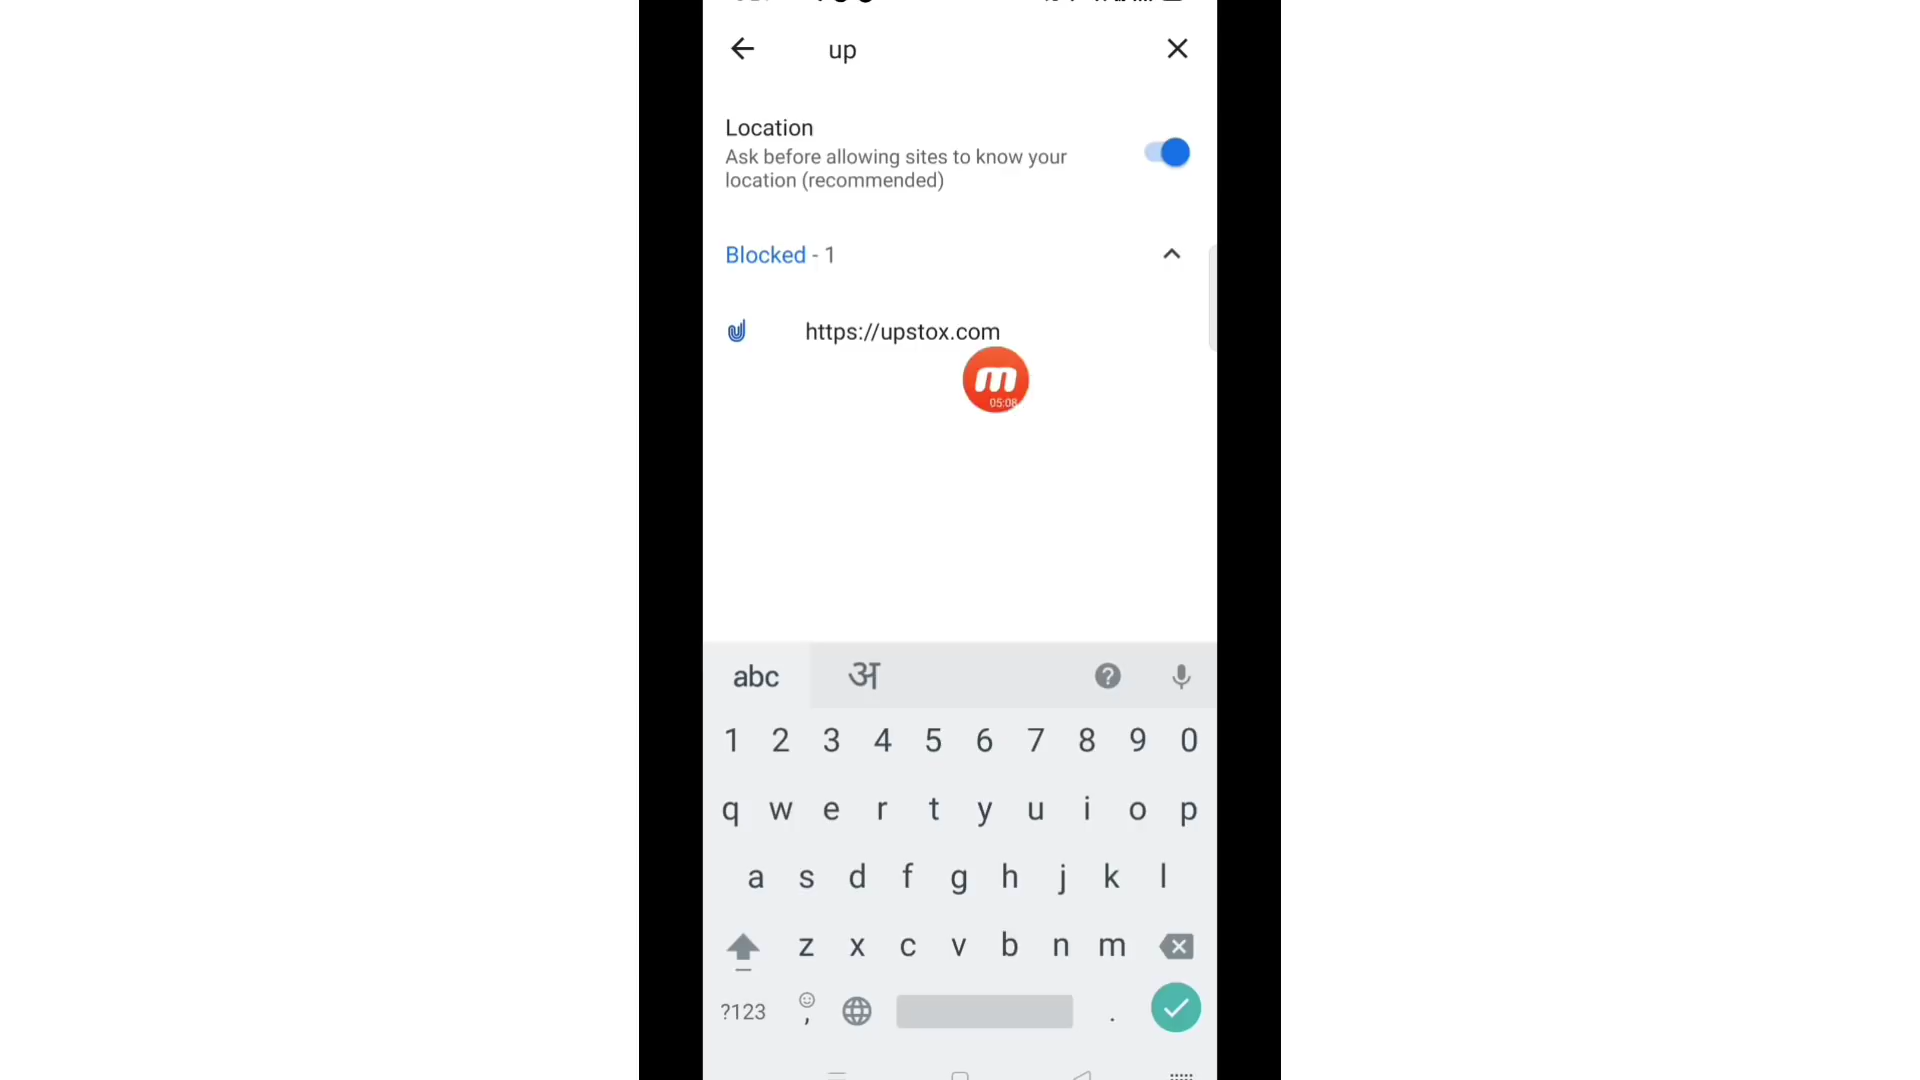 up
Location
Ask before allowing sites to know your
location (recommended)
Blocked - 1
https://upstox.com
m
05:08
abc अ
1 2 3 4 5 6 7 8 9 0
q w e r t y u i o p
a s d f g h j k l
z x c v b n m
?123 , .